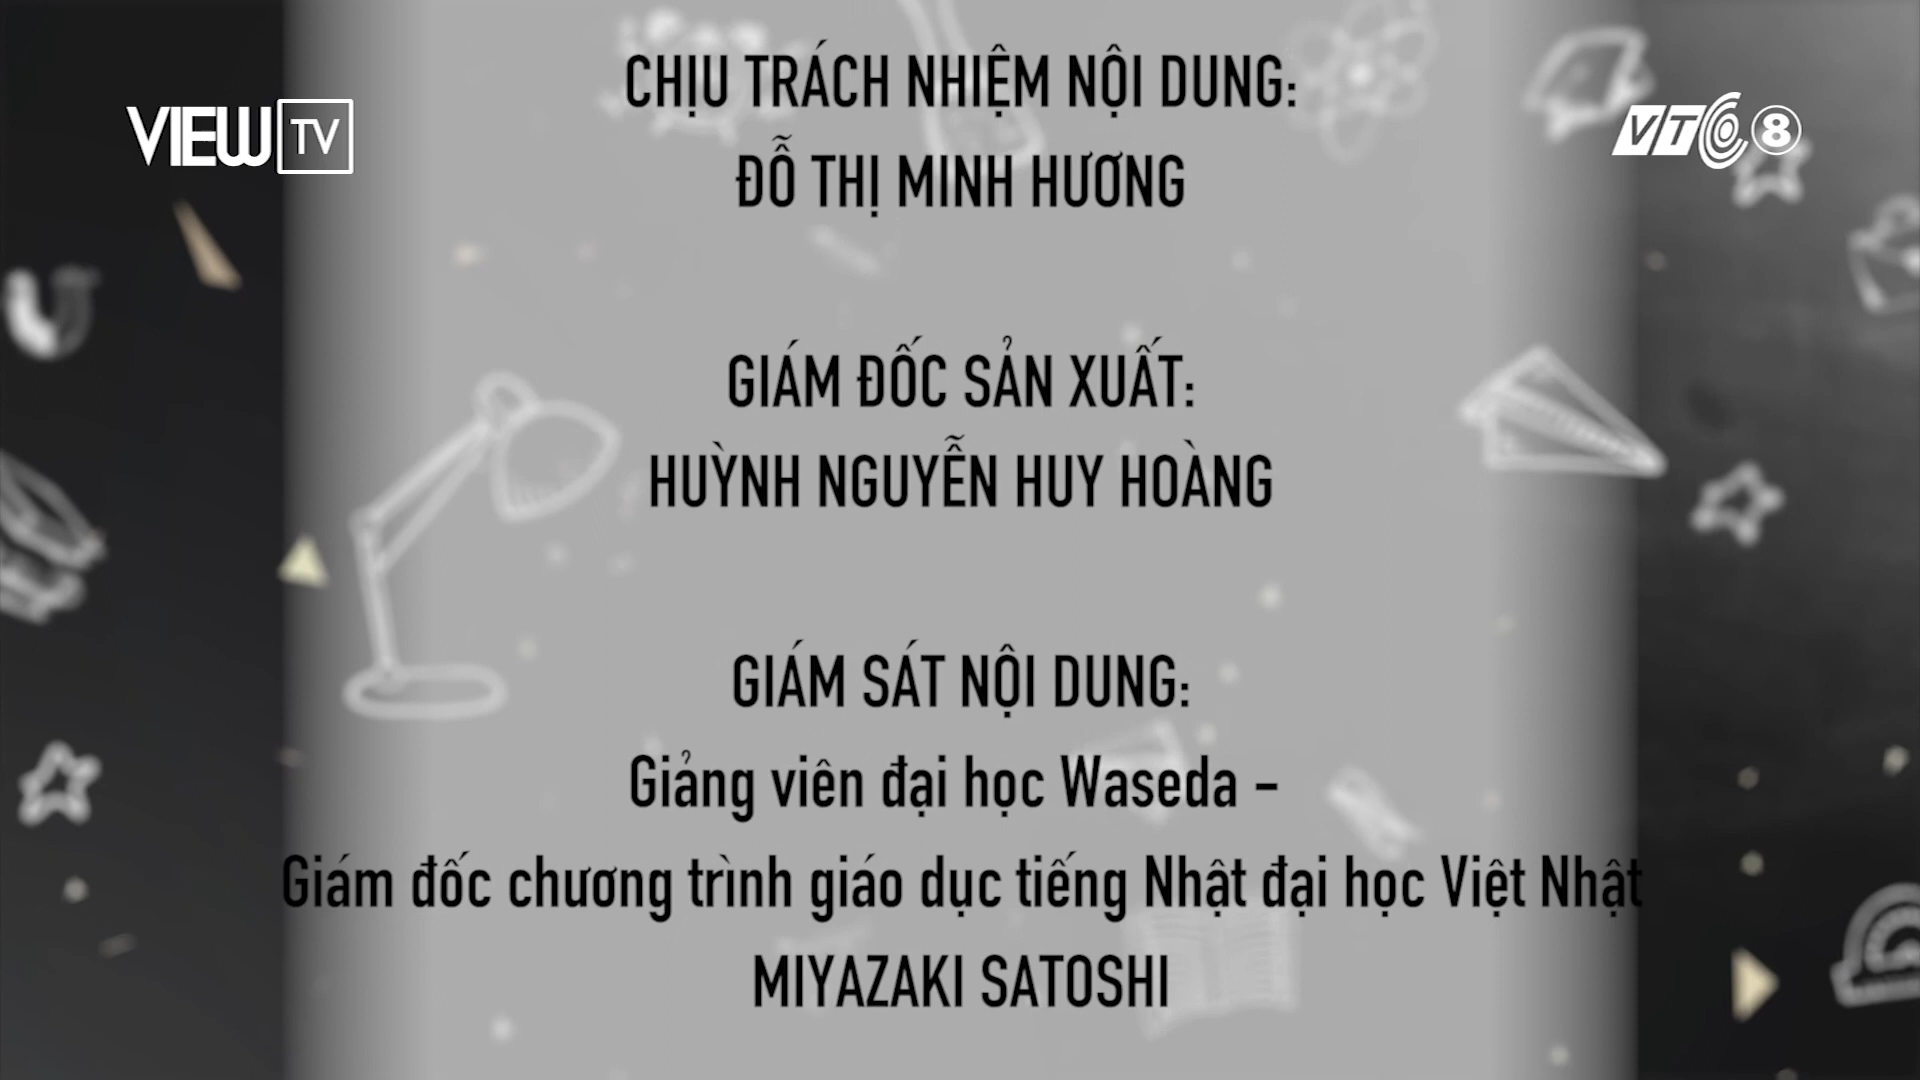 CHỊU TRÁCH NHIỆM NỘI DUNG:
VIEW TV
VTC 8
ĐỖ THỊ MINH HƯƠNG
GIÁM ĐỐC SẢN XUẤT:
HUỲNH NGUYỄN HUY HOÀNG
GIÁM SÁT NỘI DUNG:
Giảng viên đại học Waseda –
Giám đốc chương trình giáo dục tiếng Nhật đại học Việt Nhật
MIYAZAKI SATOSHI